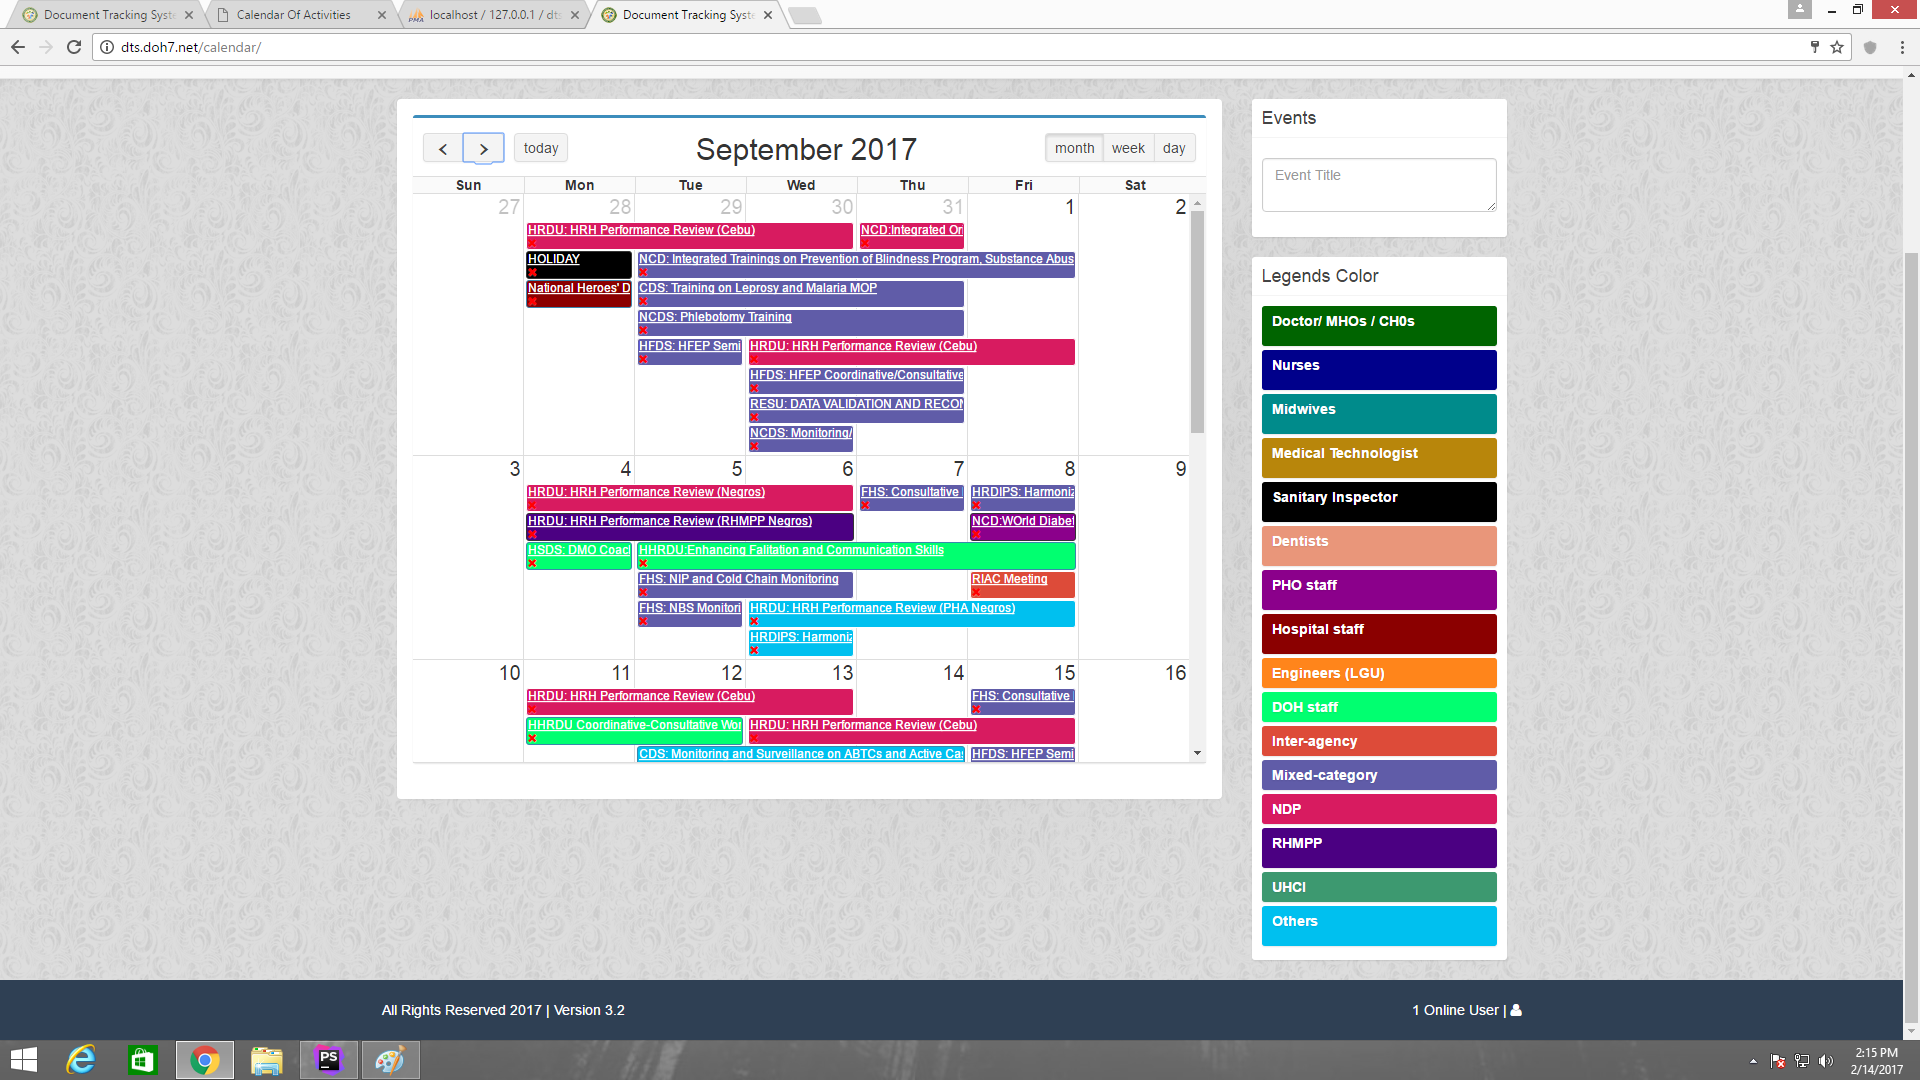 Document Tracking Syste
Calendar Of Activities
localhost / 127.0.0.1 / dts
Document Tracking Syste
dts.doh7.net/calendar/
today
September 2017
month week day
Sun Mon Tue Wed Thu Fri Sat
27 28 29 30 31 1 2
HRDU: HRH Performance Review (Cebu)
NCD:Integrated Ori
HOLIDAY
NCD: Integrated Trainings on Prevention of Blindness Program, Substance Abus
National Heroes' D
CDS: Training on Leprosy and Malaria MOP
NCDS: Phlebotomy Training
HFDS: HFEP Semi
HRDU: HRH Performance Review (Cebu)
HFDS: HFEP Coordinative/Consultative
RESU: DATA VALIDATION AND RECON
NCDS: Monitoring/
3 4 5 6 7 8 9
HRDU: HRH Performance Review (Negros)
FHS: Consultative
HRDIPS: Harmoniz
HRDU: HRH Performance Review (RHMPP Negros)
NCD:WOrld Diabet
HSDS: DMO Coac
HHRDU:Enhancing Falitation and Communication Skills
FHS: NIP and Cold Chain Monitoring
RIAC Meeting
FHS: NBS Monitori
HRDU: HRH Performance Review (PHA Negros)
HRDIPS: Harmoniz
10 11 12 13 14 15 16
HRDU: HRH Performance Review (Cebu)
FHS: Consultative
HHRDU Coordinative-Consultative Wor
HRDU: HRH Performance Review (Cebu)
CDS: Monitoring and Surveillance on ABTCs and Active Cas
HFDS: HFEP Semi
Events
Event Title
Legends Color
Doctor/ MHOs / CH0s
Nurses
Midwives
Medical Technologist
Sanitary Inspector
Dentists
PHO staff
Hospital staff
Engineers (LGU)
DOH staff
Inter-agency
Mixed-category
NDP
RHMPP
UHCI
Others
All Rights Reserved 2017 | Version 3.2
1 Online User |
2:15 PM
2/14/2017